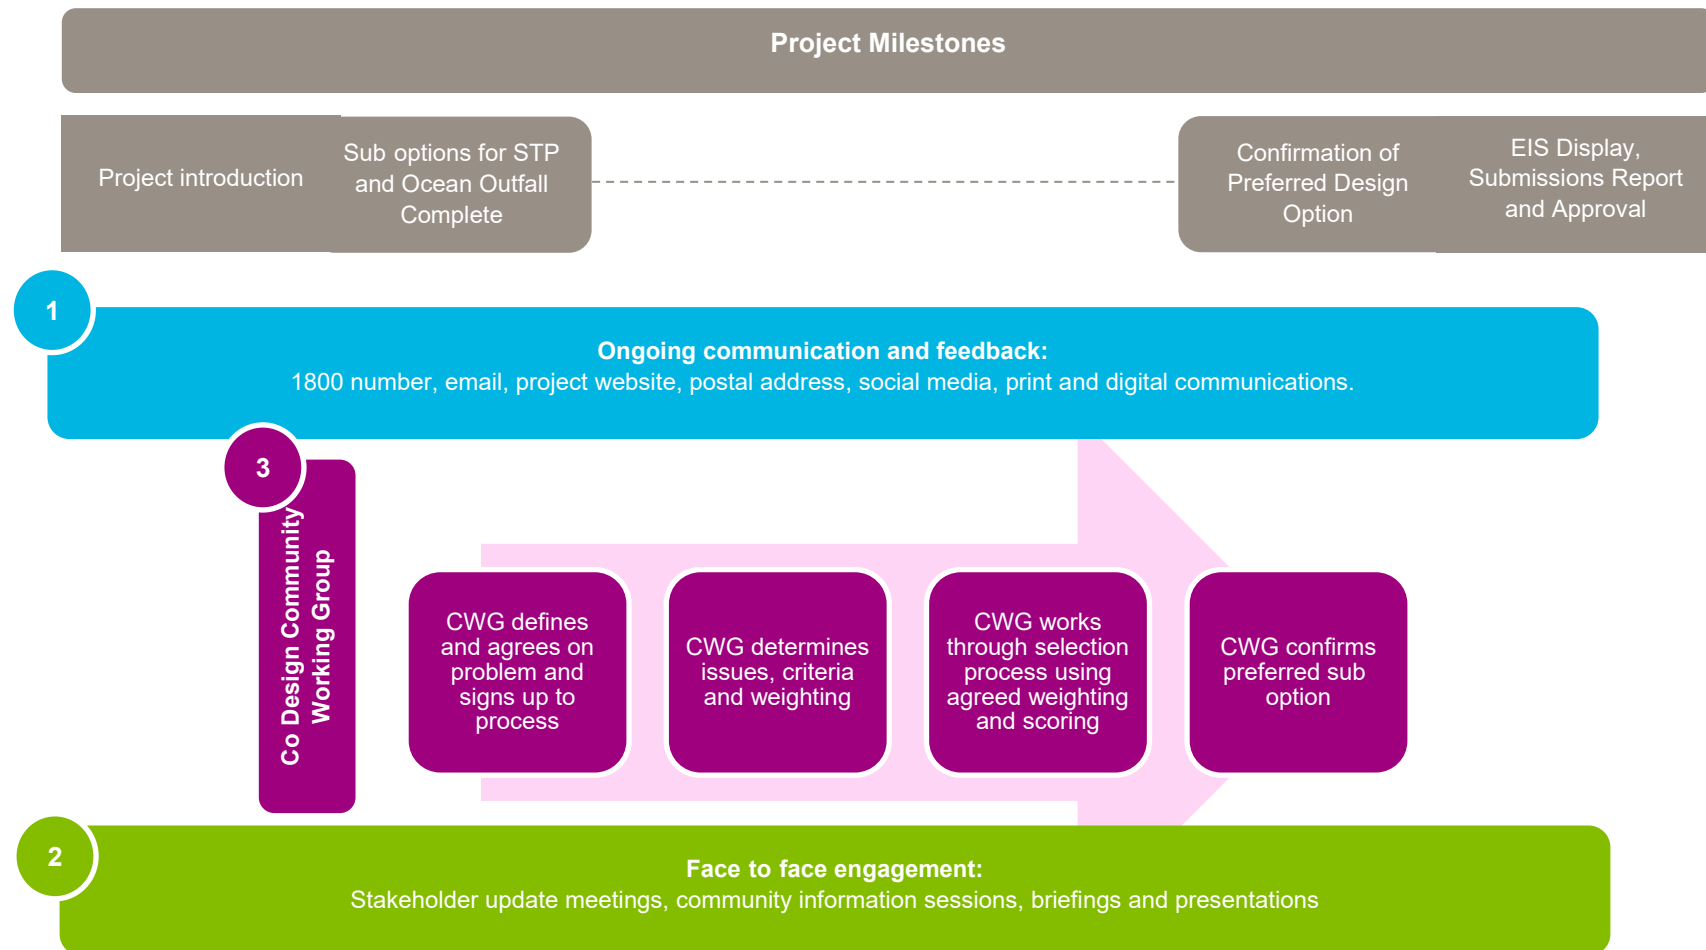 Project Milestones
Project introduction
Sub options for STP
and Ocean Outfall
Complete
Confirmation of
Preferred Design
Option
EIS Display,
Submissions Report
and Approval
1
Ongoing communication and feedback:
1800 number, email, project website, postal address, social media, print and digital communications.
3
Co Design Community
Working Group
CWG defines
and agrees on
problem and
signs up to
process
CWG determines
issues, criteria
and weighting
CWG works
through selection
process using
agreed weighting
and scoring
CWG confirms
preferred sub
option
2
Face to face engagement:
Stakeholder update meetings, community information sessions, briefings and presentations